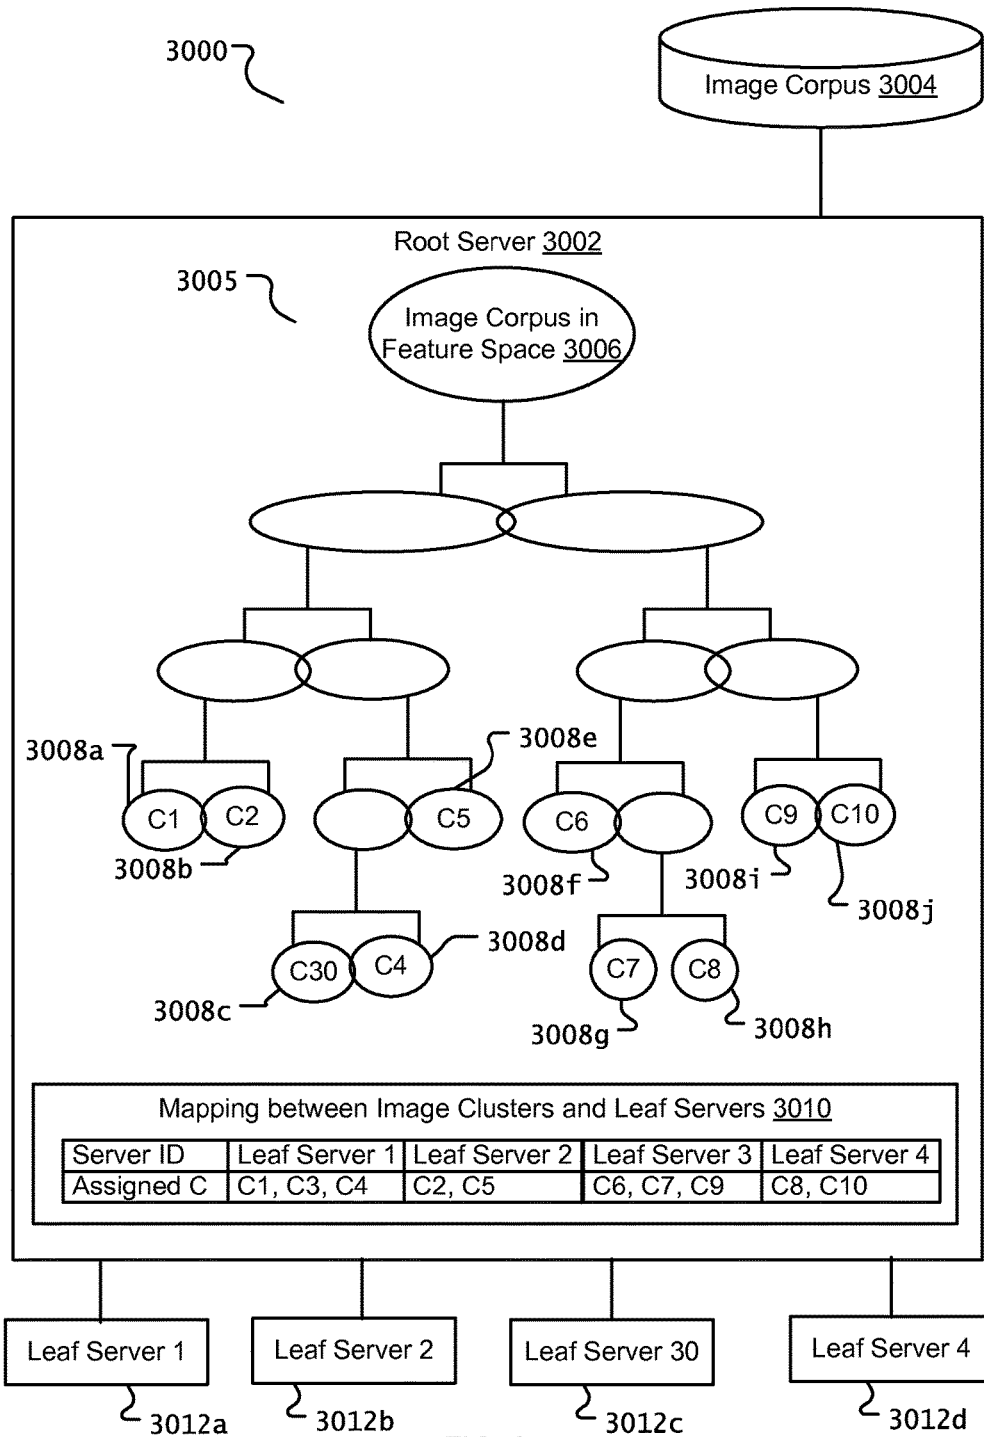 3000
Image Corpus 3004
Root Server 3002
3005
Image Corpus in
Feature Space 3006
3008a
3008e
C1
C2
C5
C6
C9
C10
3008b
3008f
3008i
3008j
C30
C4
3008d
C7
C8
3008c
3008g
3008h
Mapping between Image Clusters and Leaf Servers 3010
Server ID Leaf Server 1 Leaf Server 2 Leaf Server 3 Leaf Server 4
Assigned C C1, C3, C4 C2, C5 C6, C7, C9 C8, C10
Leaf Server 1
Leaf Server 2
Leaf Server 30
Leaf Server 4
3012a
3012b
3012c
3012d